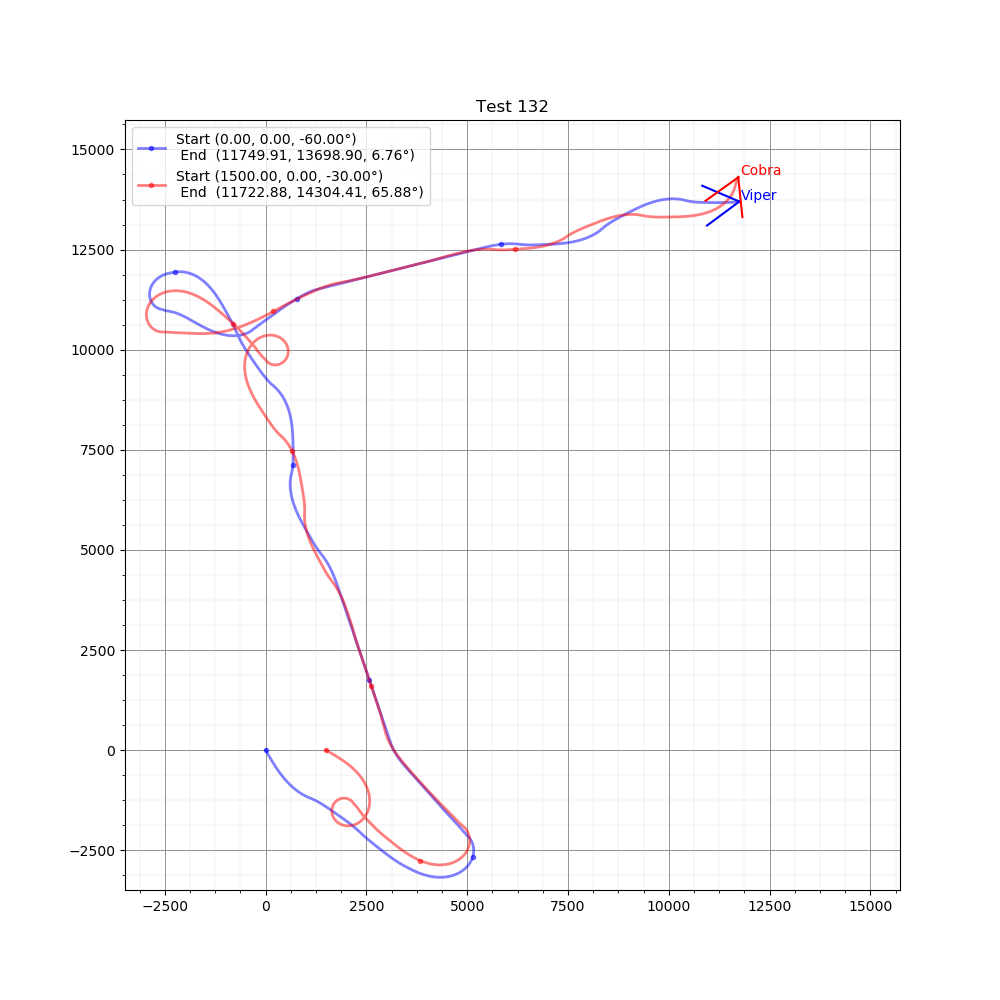 Test 132
Start (0.00, 0.00, -60.00°)
End  (11749.91, 13698.90, 6.76°)
Start (1500.00, 0.00, -30.00°)
End  (11722.88, 14304.41, 65.88°)
Cobra
Viper
15000
12500
10000
7500
5000
2500
0
−2500
−2500
0
2500
5000
7500
10000
12500
15000